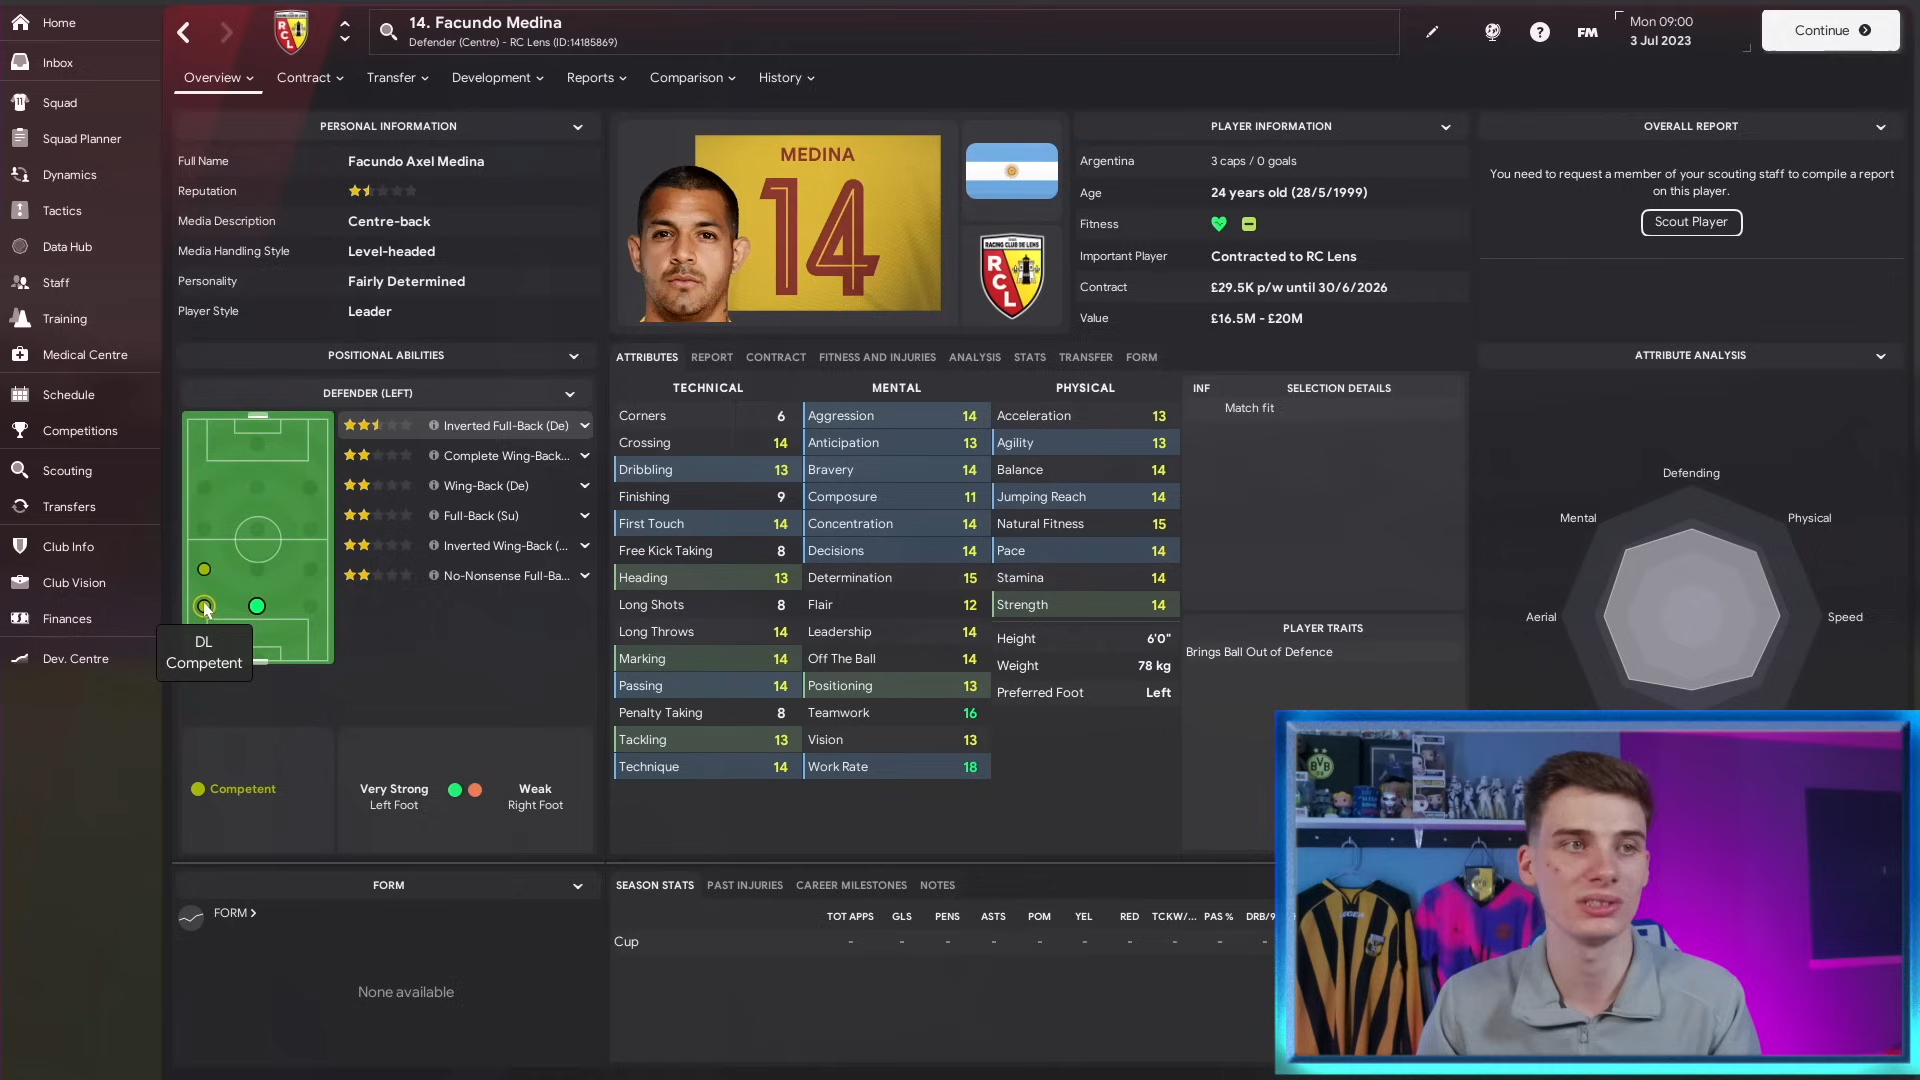 Home
Inbox
Squad
Squad Planner
Dynamics
Tactics
Data Hub
Staff
Training
Medical Centre
Schedule
Competitions
Scouting
Transfers
Club Info
Club Vision
Finances
Dev. Centre
14. Facundo Medina
Defender (Centre) - RC Lens (ID:14185869)
FM
Mon 09:00
3 Jul 2023
Continue
Overview
Contract
Transfer
Development
Reports
Comparison
History
PERSONAL INFORMATION
Full Name Facundo Axel Medina
Reputation
Media Description Centre-back
Media Handling Style Level-headed
Personality Fairly Determined
Player Style Leader
MEDINA
14
RACING CLUB DE LENS
RCL
PLAYER INFORMATION
Argentina 3 caps / 0 goals
Age 24 years old (28/5/1999)
Fitness
Important Player Contracted to RC Lens
Contract £29.5K p/w until 30/6/2026
Value £16.5M - £20M
OVERALL REPORT
You need to request a member of your scouting staff to compile a report
on this player.
Scout Player
POSITIONAL ABILITIES
DEFENDER (LEFT)
Inverted Full-Back (De)
Complete Wing-Back...
Wing-Back (De)
Full-Back (Su)
Inverted Wing-Back (...
No-Nonsense Full-Ba...
DL
Competent
Competent
Very Strong
Left Foot
Weak
Right Foot
ATTRIBUTES REPORT CONTRACT FITNESS AND INJURIES ANALYSIS STATS TRANSFER FORM
TECHNICAL
Corners 6
Crossing 14
Dribbling 13
Finishing 9
First Touch 14
Free Kick Taking 8
Heading 13
Long Shots 8
Long Throws 14
Marking 14
Passing 14
Penalty Taking 8
Tackling 13
Technique 14
MENTAL
Aggression 14
Anticipation 13
Bravery 14
Composure 11
Concentration 14
Decisions 14
Determination 15
Flair 12
Leadership 14
Off The Ball 14
Positioning 13
Teamwork 16
Vision 13
Work Rate 18
PHYSICAL
Acceleration 13
Agility 13
Balance 14
Jumping Reach 14
Natural Fitness 15
Pace 14
Stamina 14
Strength 14
Height 6'0"
Weight 78 kg
Preferred Foot Left
INF SELECTION DETAILS
Match fit
PLAYER TRAITS
Brings Ball Out of Defence
ATTRIBUTE ANALYSIS
Defending
Mental
Physical
Aerial
Speed
FORM
FORM
None available
SEASON STATS PAST INJURIES CAREER MILESTONES NOTES
TOT APPS GLS PENS ASTS POM YEL RED TCKW/... PAS % DRB/9
Cup - - - - - - - - - -
BVB
09